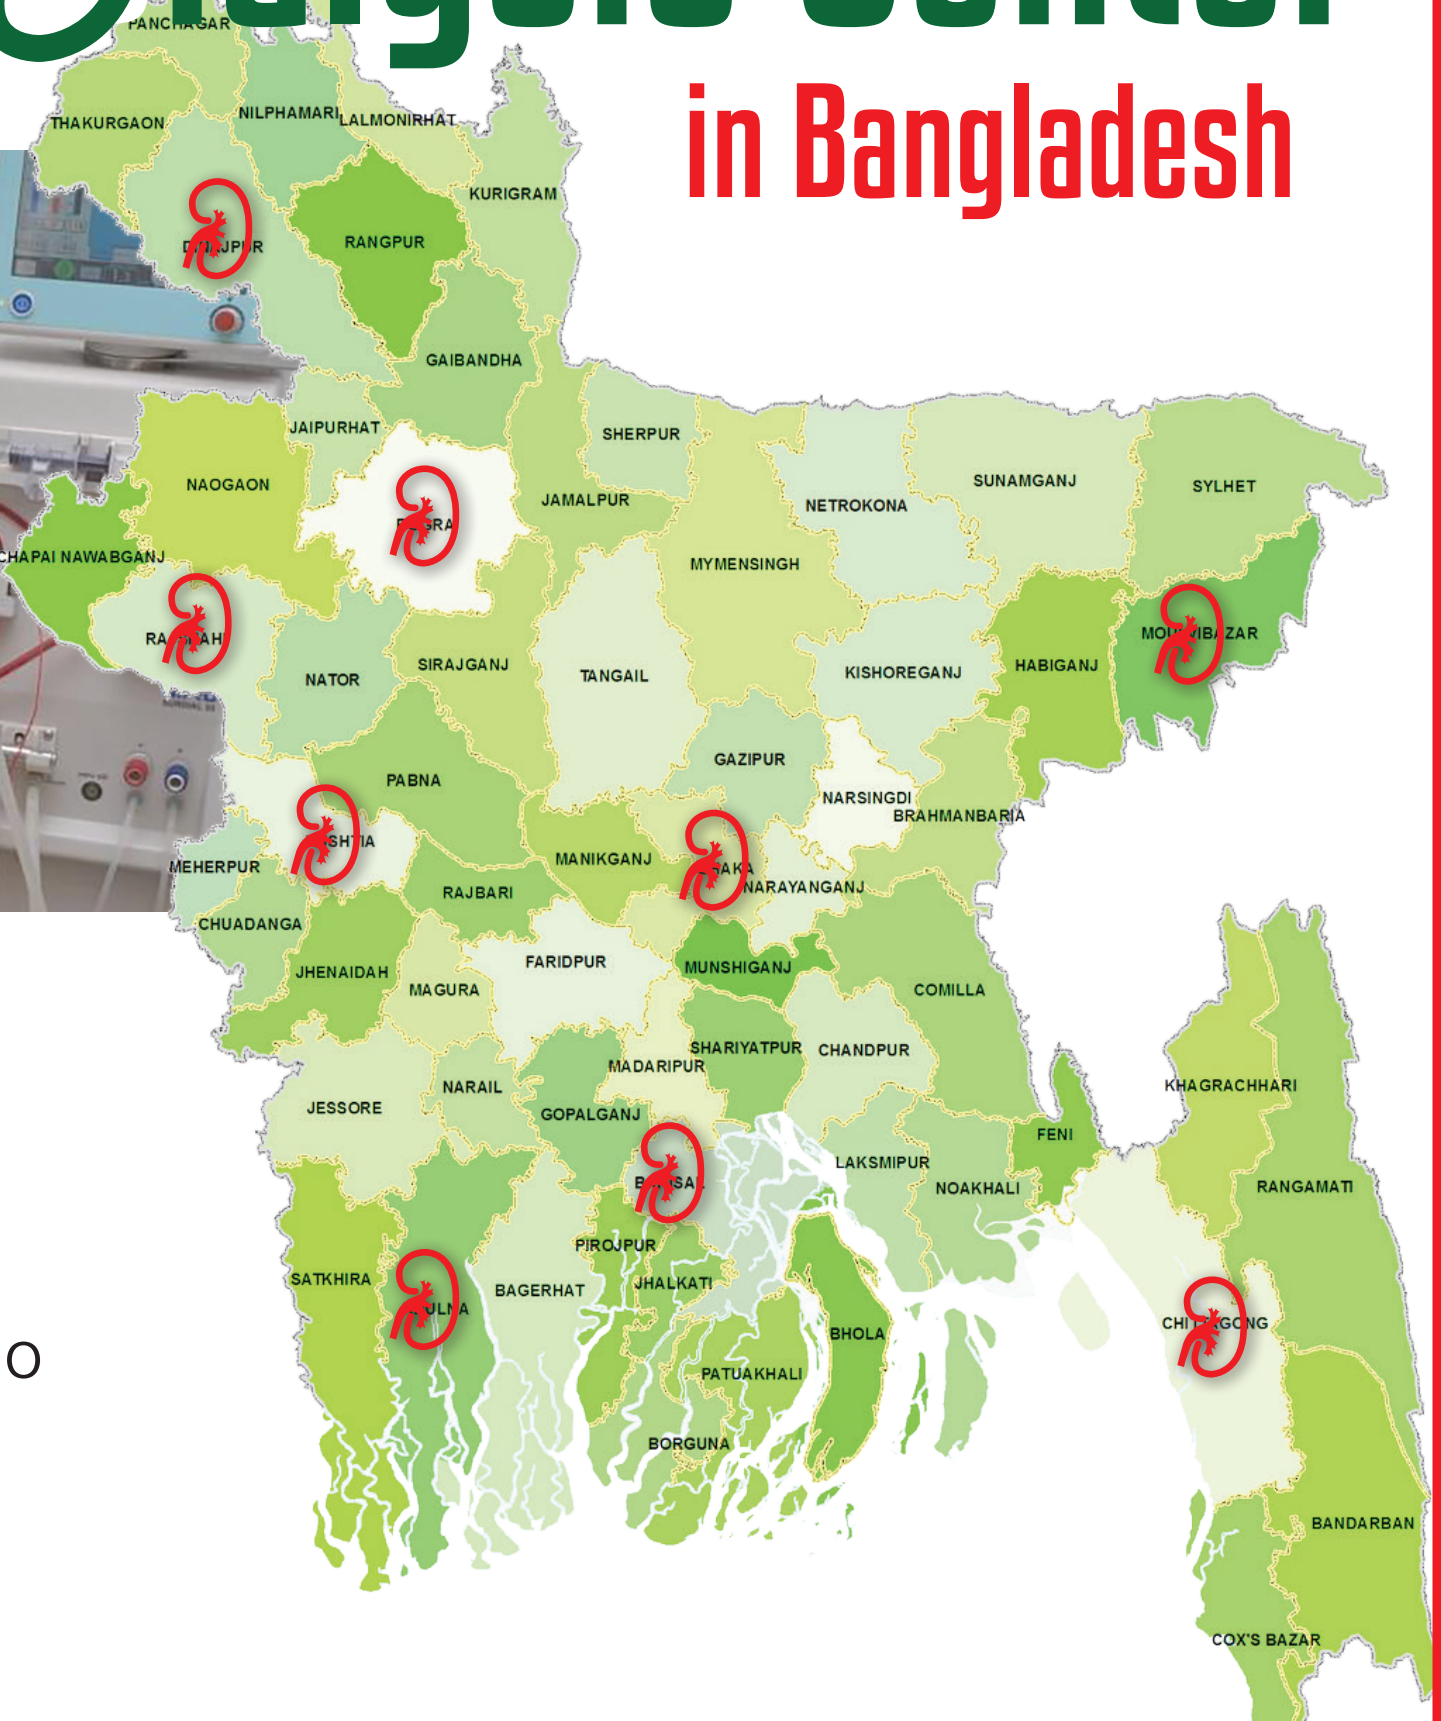 in Bangladesh
PANCHAGAR
THAKURGAON
NILPHAMARI
LALMONIRHAT
KURIGRAM
RANGPUR
GAIBANDHA
JAIPURHAT
SHERPUR
NAOGAON
JAMALPUR
NETROKONA
SUNAMGANJ
SYLHET
CHAPAI NAWABGANJ
MYMENSINGH
NATOR
SIRAJGANJ
TANGAIL
KISHOREGANJ
HABIGANJ
PABNA
GAZIPUR
NARSINGDI
BRAHMANBARIA
MEHERPUR
MANIKGANJ
NARAYANGANJ
RAJBARI
CHUADANGA
JHENAIDAH
MAGURA
FARIDPUR
MUNSHIGANJ
COMILLA
SHARIYATPUR
CHANDPUR
MADARIPUR
NARAIL
JESSORE
GOPALGANJ
KHAGRACHHARI
FENI
LAKSMIPUR
NOAKHALI
RANGAMATI
PIROJPUR
SATKHIRA
BAGERHAT
JHALKATI
BHOLA
PATUAKHALI
BORGUNA
BANDARBAN
COX'S BAZAR
O